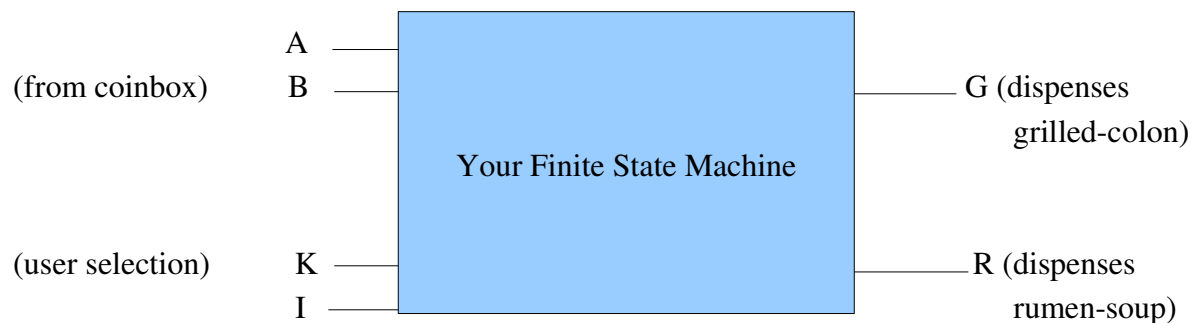 A
(from coinbox) B
G (dispenses
grilled-colon)
Your Finite State Machine
(user selection) K
R (dispenses
I
rumen-soup)